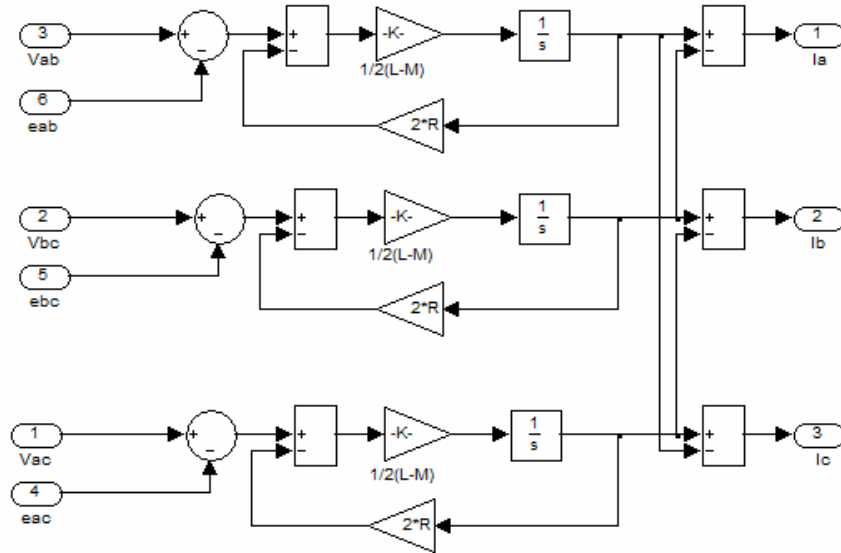 3
Vab
+
−
+
−
-K-
1/2(L-M)
1
s
+
−
1
Ia
6
eab
2*R
2
Vbc
+
−
+
−
-K-
1/2(L-M)
1
s
+
−
2
Ib
5
ebc
2*R
1
Vac
+
−
+
−
-K-
1/2(L-M)
1
s
+
−
3
Ic
4
eac
2*R